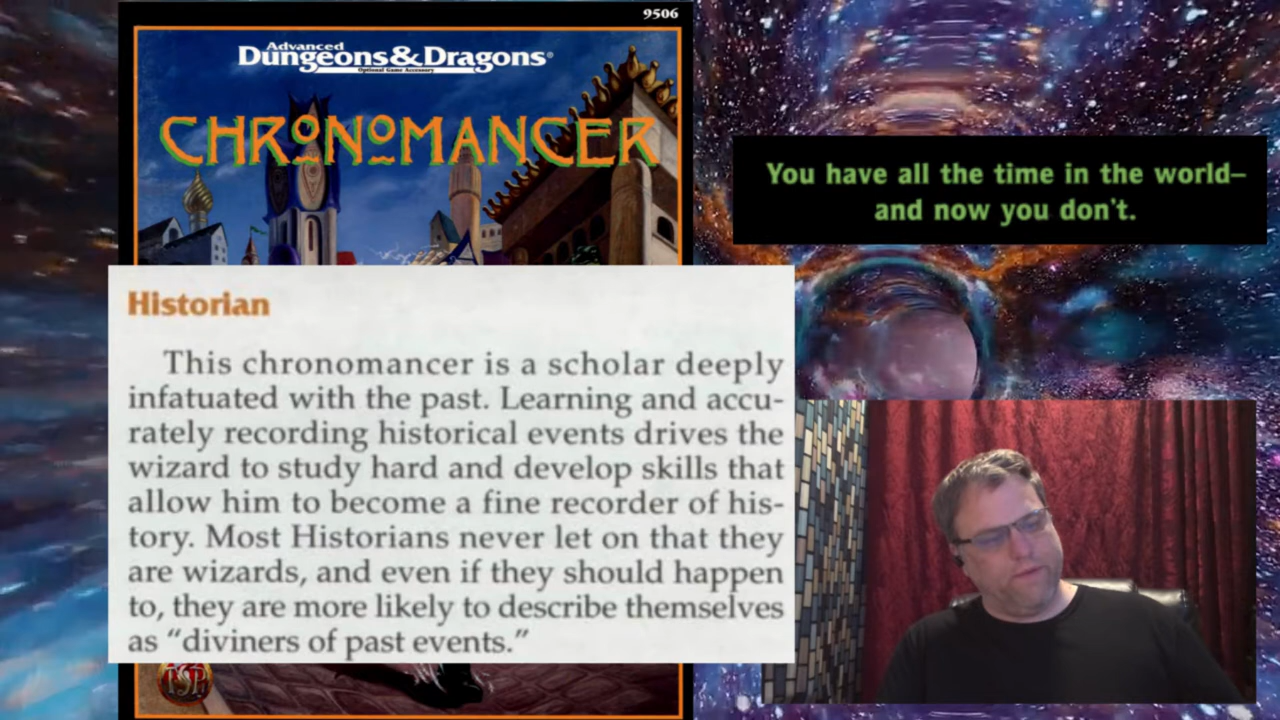 9506
Advanced
Dungeons&Dragons®
Optional Game Accessory
CHRONOMANCER
You have all the time in the world–
and now you don't.
Historian
This chronomancer is a scholar deeply
infatuated with the past. Learning and accu-
rately recording historical events drives the
wizard to study hard and develop skills that
allow him to become a fine recorder of his-
tory. Most Historians never let on that they
are wizards, and even if they should happen
to, they are more likely to describe themselves
as “diviners of past events.”
TSR